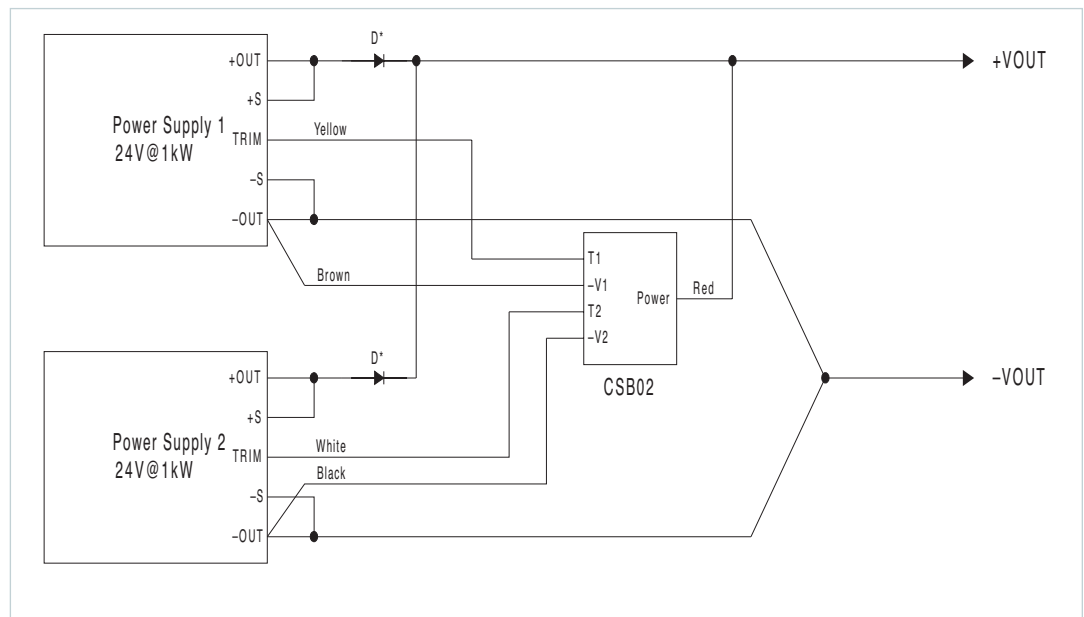 D*
+OUT
+VOUT
+S
Power Supply 1
24V@1kW
TRIM
Yellow
–S
–OUT
T1
Brown
–V1
Power
Red
T2
–V2
CSB02
D*
+OUT
–VOUT
+S
Power Supply 2
24V@1kW
TRIM
White
Black
–S
–OUT